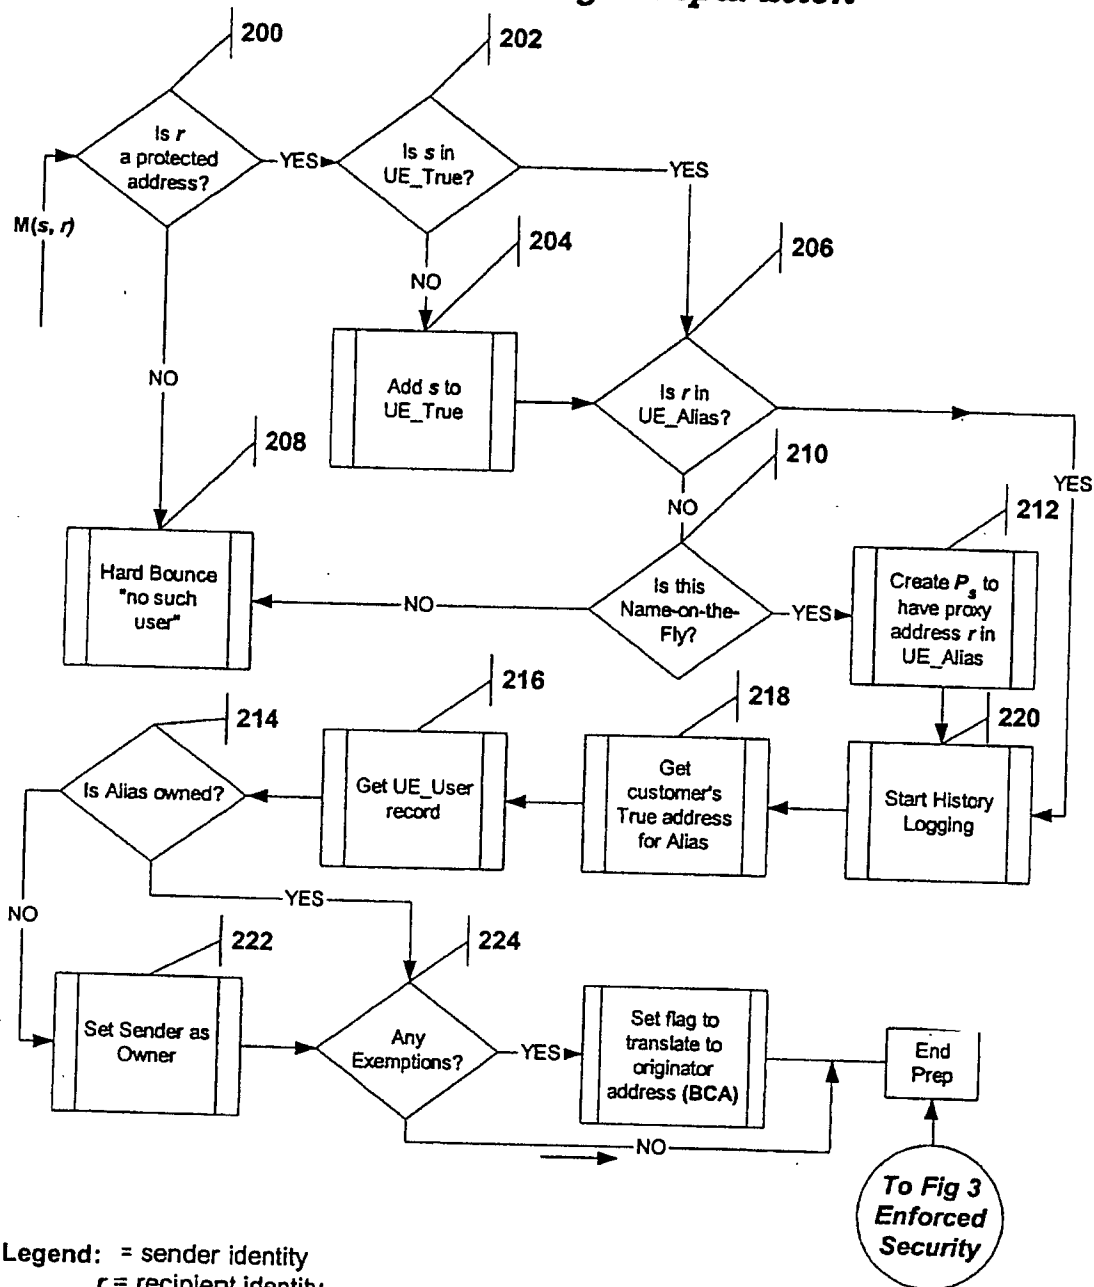 200
202
Is r
a protected
address?
YES
Is s in
UE_True?
YES
M(s, r)
204
206
NO
NO
Add s to
UE_True
Is r in
UE_Alias?
208
210
NO
YES
212
Hard Bounce
"no such
user"
NO
Is this
Name-on-the-
Fly?
YES
Create Ps to
have proxy
address r in
UE_Alias
216
218
220
214
Is Alias owned?
Get UE_User
record
Get
customer's
True address
for Alias
Start History
Logging
YES
NO
222
224
Set Sender as
Owner
Any
Exemptions?
YES
Set flag to
translate to
originator
address (BCA)
End
Prep
NO
To Fig 3
Enforced
Security
Legend: = sender identity
r = recipient identity